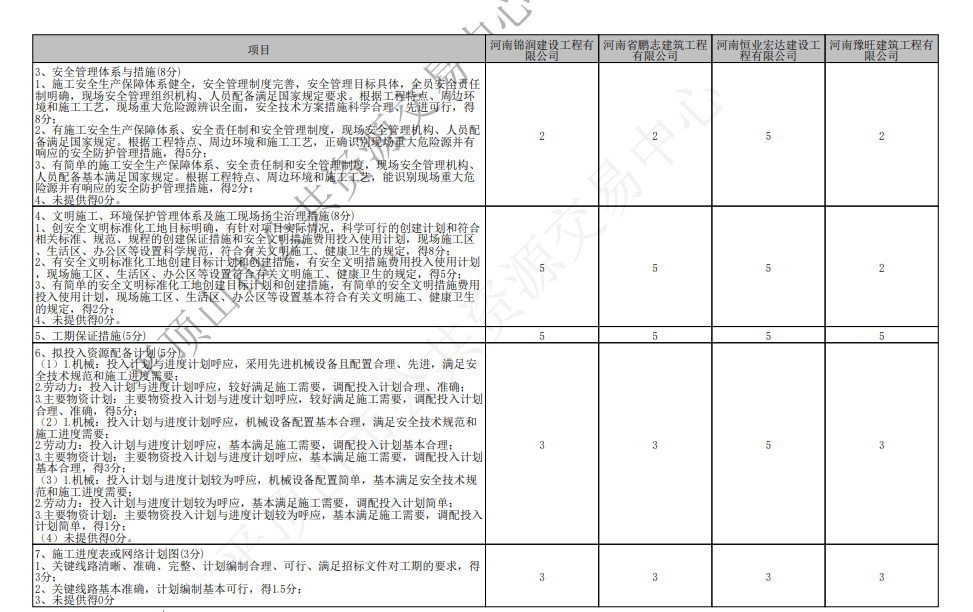 项目
河南锦润建设工程有限公司
河南省鹏志建筑工程有限公司
河南恒业宏达建设工程有限公司
河南豫旺建筑工程有限公司
3、安全管理体系与措施(8分)
1、施工安全生产保障体系健全，安全管理制度完善，安全管理目标具体，全员安全责任
制明确，现场安全管理组织机构、人员配备满足国家规定要求。根据工程特点、周边环
境和施工工艺，现场重大危险源辨识全面，安全技术方案措施科学合理、先进可行，得
8分；
2、有施工安全生产保障体系、安全责任制和安全管理制度，现场安全管理机构、人员配
备满足国家规定。根据工程特点、周边环境和施工工艺，正确识别现场重大危险源并有
响应的安全防护管理措施，得5分；
3、有简单的施工安全生产保障体系、安全责任制和安全管理制度，现场安全管理机构、
人员配备基本满足国家规定。根据工程特点、周边环境和施工工艺，能识别现场重大危
险源并有响应的安全防护管理措施，得2分；
4、未提供得0分。
2 2 5 2
4、文明施工、环境保护管理体系及施工现场扬尘治理措施(8分)
1、创安全文明标准化工地目标明确，有针对项目实际情况，科学可行的创建计划和符合
相关标准、规范、规程的创建保证措施和安全文明措施费用投入使用计划，现场施工区
、生活区、办公区等设置科学规范，符合有关文明施工、健康卫生的规定，得8分；
2、有安全文明标准化工地创建目标计划和创建措施，有安全文明措施费用投入使用计划
，现场施工区、生活区、办公区等设置符合有关文明施工、健康卫生的规定，得5分；
3、有简单的安全文明标准化工地创建目标计划和创建措施，有简单的安全文明措施费用
投入使用计划，现场施工区、生活区、办公区等设置基本符合有关文明施工、健康卫生
的规定，得2分；
4、未提供得0分。
5 5 5 2
5、工期保证措施(5分)
5 5 5 5
6、拟投入资源配备计划(5分)
（1）1.机械：投入计划与进度计划呼应，采用先进机械设备且配置合理、先进，满足安
全技术规范和施工进度需要；
2.劳动力：投入计划与进度计划呼应，较好满足施工需要，调配投入计划合理、准确；
3.主要物资计划：主要物资投入计划与进度计划呼应，较好满足施工需要，调配投入计划
合理、准确，得5分；
（2）1.机械：投入计划与进度计划呼应，机械设备配置基本合理，满足安全技术规范和
施工进度需要；
2.劳动力：投入计划与进度计划呼应，基本满足施工需要，调配投入计划基本合理；
3.主要物资计划：主要物资投入计划与进度计划呼应，基本满足施工需要，调配投入计划
基本合理，得3分；
（3）1.机械：投入计划与进度计划较为呼应，机械设备配置简单，基本满足安全技术规
范和施工进度需要；
2.劳动力：投入计划与进度计划较为呼应，基本满足施工需要，调配投入计划简单；
3.主要物资计划：主要物资投入计划与进度计划较为呼应，基本满足施工需要，调配投入
计划简单，得1分；
（4）未提供得0分。
3 3 5 3
7、施工进度表或网络计划图(3分)
1、关键线路清晰、准确、完整、计划编制合理、可行、满足招标文件对工期的要求，得
3分；
2、关键线路基本准确，计划编制基本可行，得1.5分；
3、未提供得0分
3 3 3 3
平顶山市公共资源交易中心
平顶山市公共资源交易中心